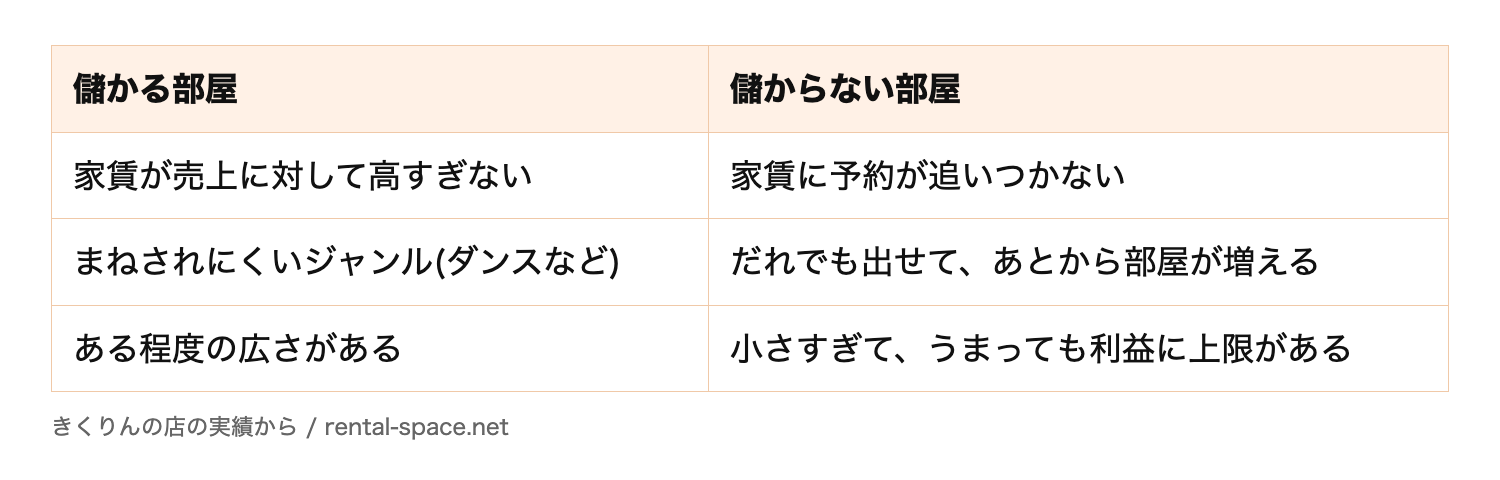 儲かる部屋
儲からない部屋
家賃が売上に対して高すぎない
家賃に予約が追いつかない
まねされにくいジャンル(ダンスなど)
だれでも出せて、あとから部屋が増える
ある程度の広さがある
小さすぎて、うまっても利益に上限がある
きくりんの店の実績から / rental-space.net